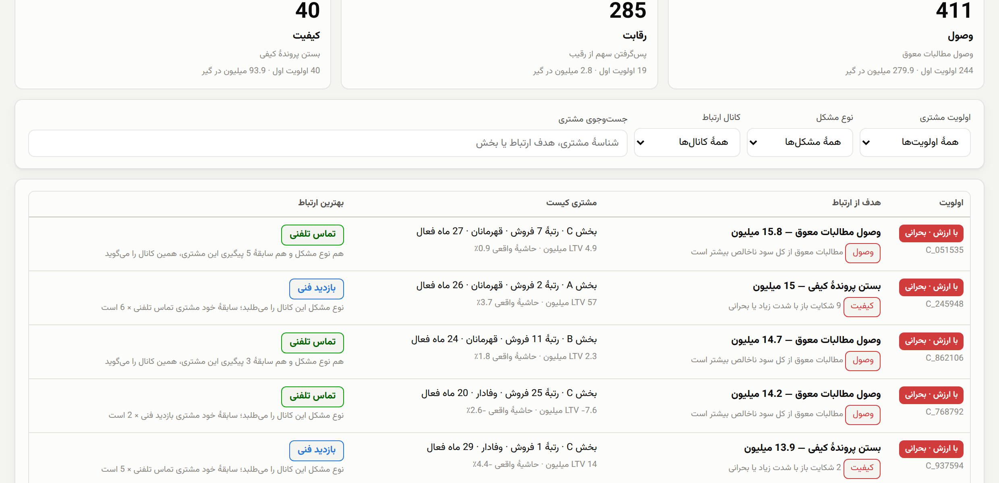 411
وصول
وصول مطالبات معوق
244 اولویت اول · 279.9 میلیون در گیر
285
رقابت
پس‌گرفتن سهم از رقیب
19 اولویت اول · 2.8 میلیون در گیر
40
کیفیت
بستن پروندهٔ کیفی
40 اولویت اول · 93.9 میلیون در گیر
اولویت مشتری
همهٔ اولویت‌ها
نوع مشکل
همهٔ مشکل‌ها
کانال ارتباط
همهٔ کانال‌ها
جست‌وجوی مشتری
شناسهٔ مشتری، هدف ارتباط یا بخش
اولویت هدف از ارتباط مشتری کیست بهترین ارتباط
با ارزش · بحرانی
C_051535
وصول مطالبات معوق — 15.8 میلیون
وصول مطالبات معوق از کل سود ناخالص بیشتر است
بخش C · رتبهٔ 7 فروش · قهرمانان · 27 ماه فعال
LTV 4.9 میلیون · حاشیهٔ واقعی 0.9٪
تماس تلفنی
هم نوع مشکل و هم سابقهٔ 5 پیگیری این مشتری، همین کانال را می‌گوید
با ارزش · بحرانی
C_245948
بستن پروندهٔ کیفی — 15 میلیون
کیفیت 9 شکایت باز با شدت زیاد یا بحرانی
بخش A · رتبهٔ 2 فروش · قهرمانان · 26 ماه فعال
LTV 57 میلیون · حاشیهٔ واقعی 3.7٪
بازدید فنی
نوع مشکل این کانال را می‌طلبد؛ سابقهٔ خود مشتری تماس تلفنی × 6 است
با ارزش · بحرانی
C_862106
وصول مطالبات معوق — 14.7 میلیون
وصول مطالبات معوق از کل سود ناخالص بیشتر است
بخش B · رتبهٔ 11 فروش · قهرمانان · 24 ماه فعال
LTV 2.3 میلیون · حاشیهٔ واقعی 1.8٪
تماس تلفنی
هم نوع مشکل و هم سابقهٔ 3 پیگیری این مشتری، همین کانال را می‌گوید
با ارزش · بحرانی
C_768792
وصول مطالبات معوق — 14.2 میلیون
وصول مطالبات معوق از کل سود ناخالص بیشتر است
بخش C · رتبهٔ 25 فروش · وفادار · 20 ماه فعال
LTV -7.6 میلیون · حاشیهٔ واقعی -2.6٪
تماس تلفنی
نوع مشکل این کانال را می‌طلبد؛ سابقهٔ خود مشتری بازدید فنی × 2 است
با ارزش · بحرانی
C_937594
بستن پروندهٔ کیفی — 13.9 میلیون
کیفیت 2 شکایت باز با شدت زیاد یا بحرانی
بخش C · رتبهٔ 1 فروش · وفادار · 29 ماه فعال
LTV 14 میلیون · حاشیهٔ واقعی -4.4٪
بازدید فنی
نوع مشکل این کانال را می‌طلبد؛ سابقهٔ خود مشتری تماس تلفنی × 5 است